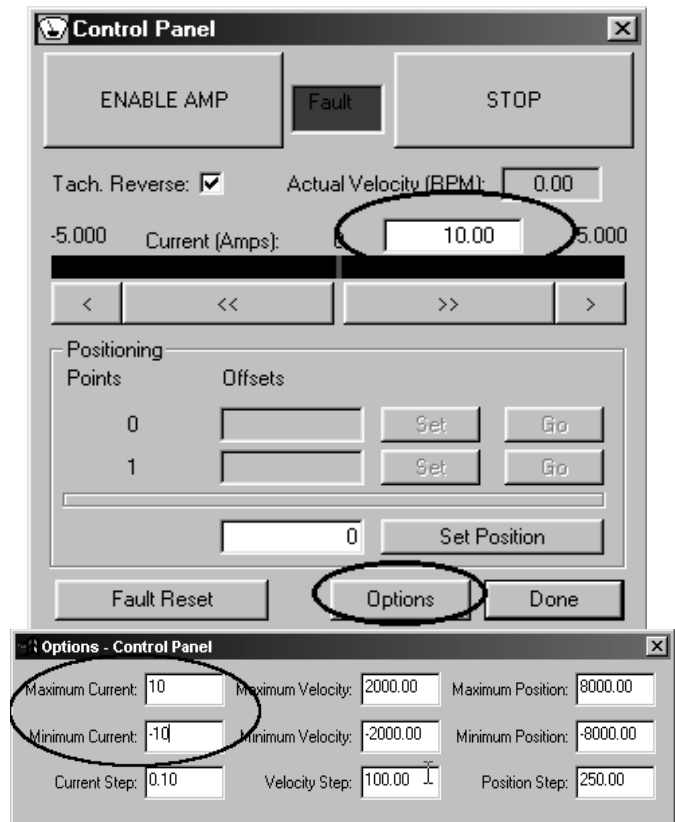 Control Panel
ENABLE AMP Fault STOP
Tach. Reverse: Actual Velocity (RPM): 0.00
-5.000 Current (Amps): 10.00 5.000
< << >> >
Positioning
Points Offsets
0 Set Go
1 Set Go
0 Set Position
Fault Reset Options Done
Options - Control Panel
Maximum Current: 10 Maximum Velocity: 2000.00 Maximum Position: 8000.00
Minimum Current: -10 Minimum Velocity: -2000.00 Minimum Position: -8000.00
Current Step: 0.10 Velocity Step: 100.00 Position Step: 250.00